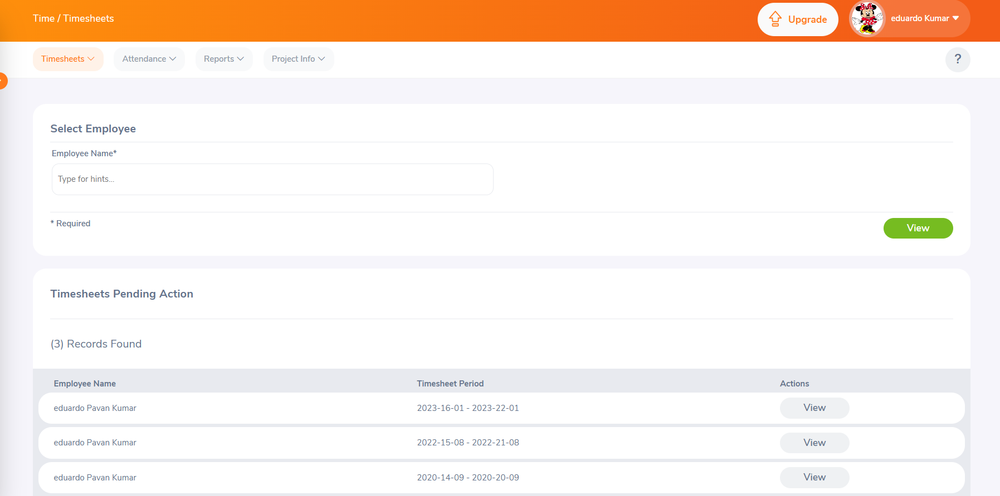 Time / Timesheets
Upgrade
eduardo Kumar
Timesheets
Attendance
Reports
Project Info
?
Select Employee
Employee Name*
Type for hints...
* Required
View
Timesheets Pending Action
(3) Records Found
Employee Name Timesheet Period Actions
eduardo Pavan Kumar 2023-16-01 - 2023-22-01 View
eduardo Pavan Kumar 2022-15-08 - 2022-21-08 View
eduardo Pavan Kumar 2020-14-09 - 2020-20-09 View